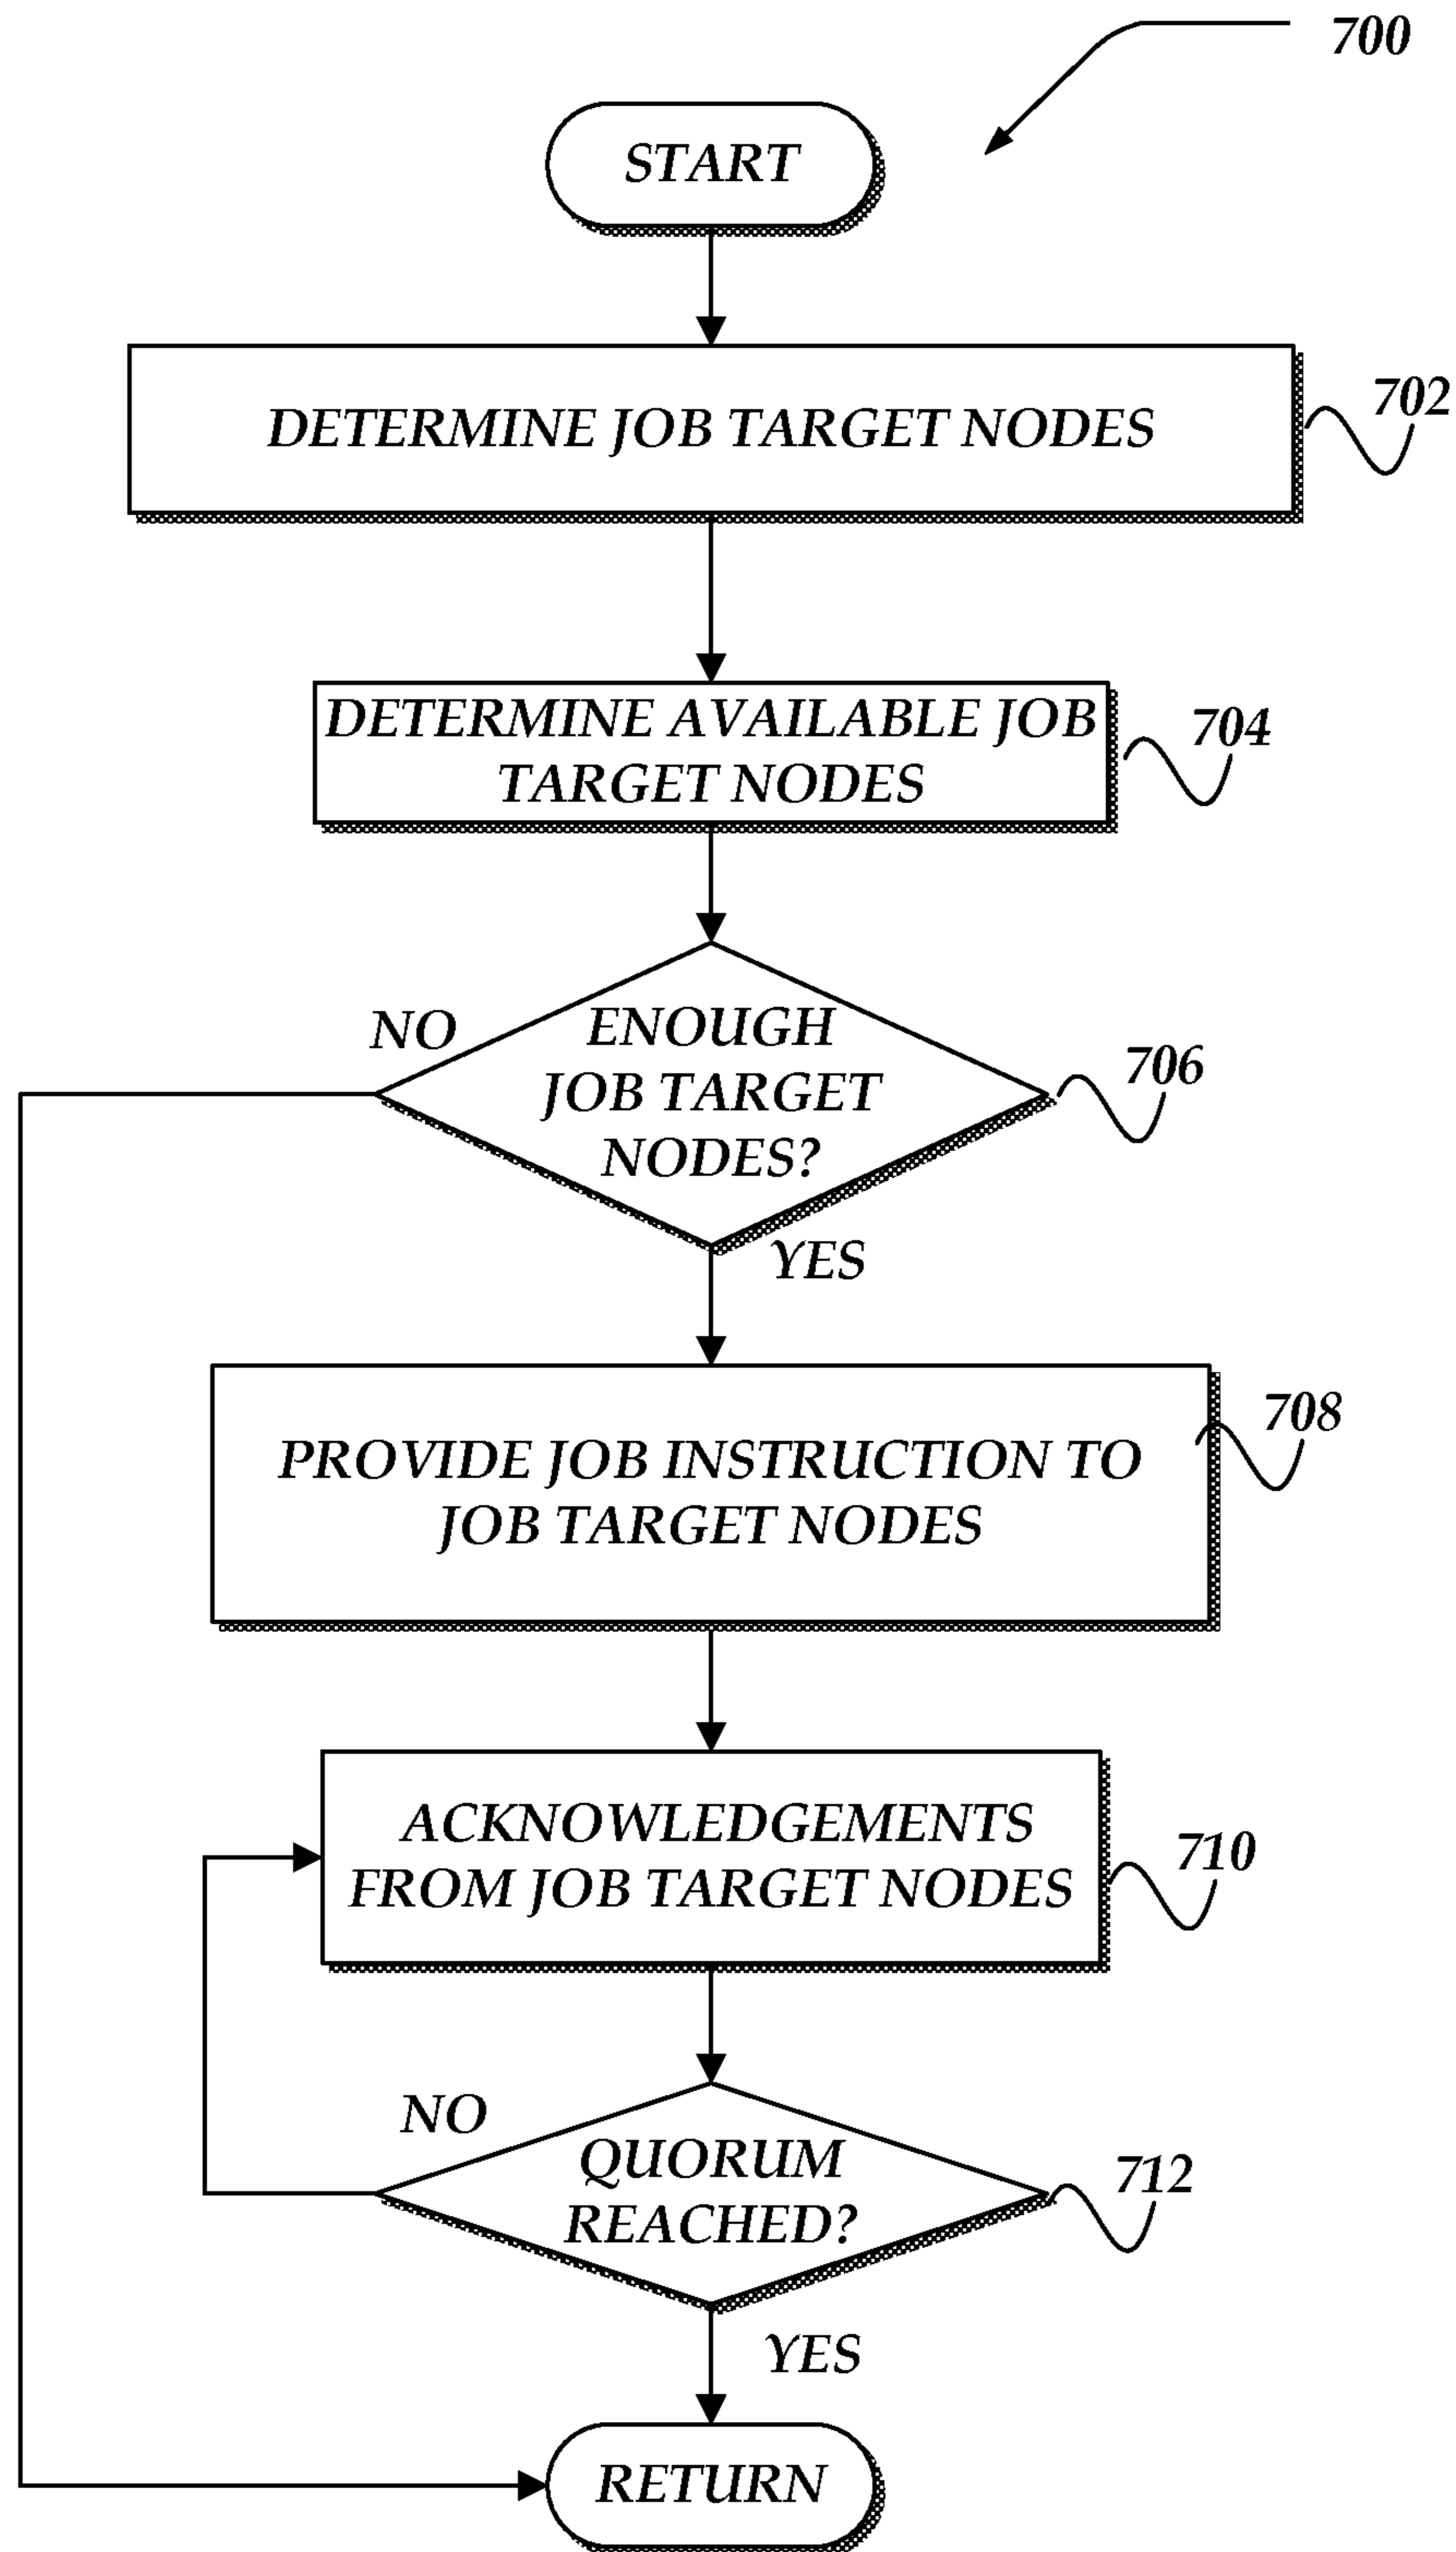 700
START
DETERMINE JOB TARGET NODES
702
DETERMINE AVAILABLE JOB
TARGET NODES
704
NO
ENOUGH
JOB TARGET
NODES?
706
YES
PROVIDE JOB INSTRUCTION TO
JOB TARGET NODES
708
ACKNOWLEDGEMENTS
FROM JOB TARGET NODES
710
NO
QUORUM
REACHED?
712
YES
RETURN